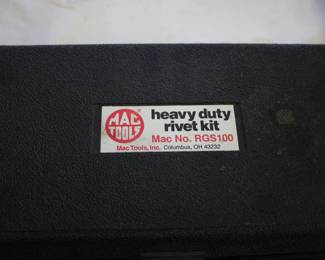 MAC
TOOLS
®
heavy duty
rivet kit
Mac No. RGS100
Mac Tools, Inc. Columbus, OH 43232